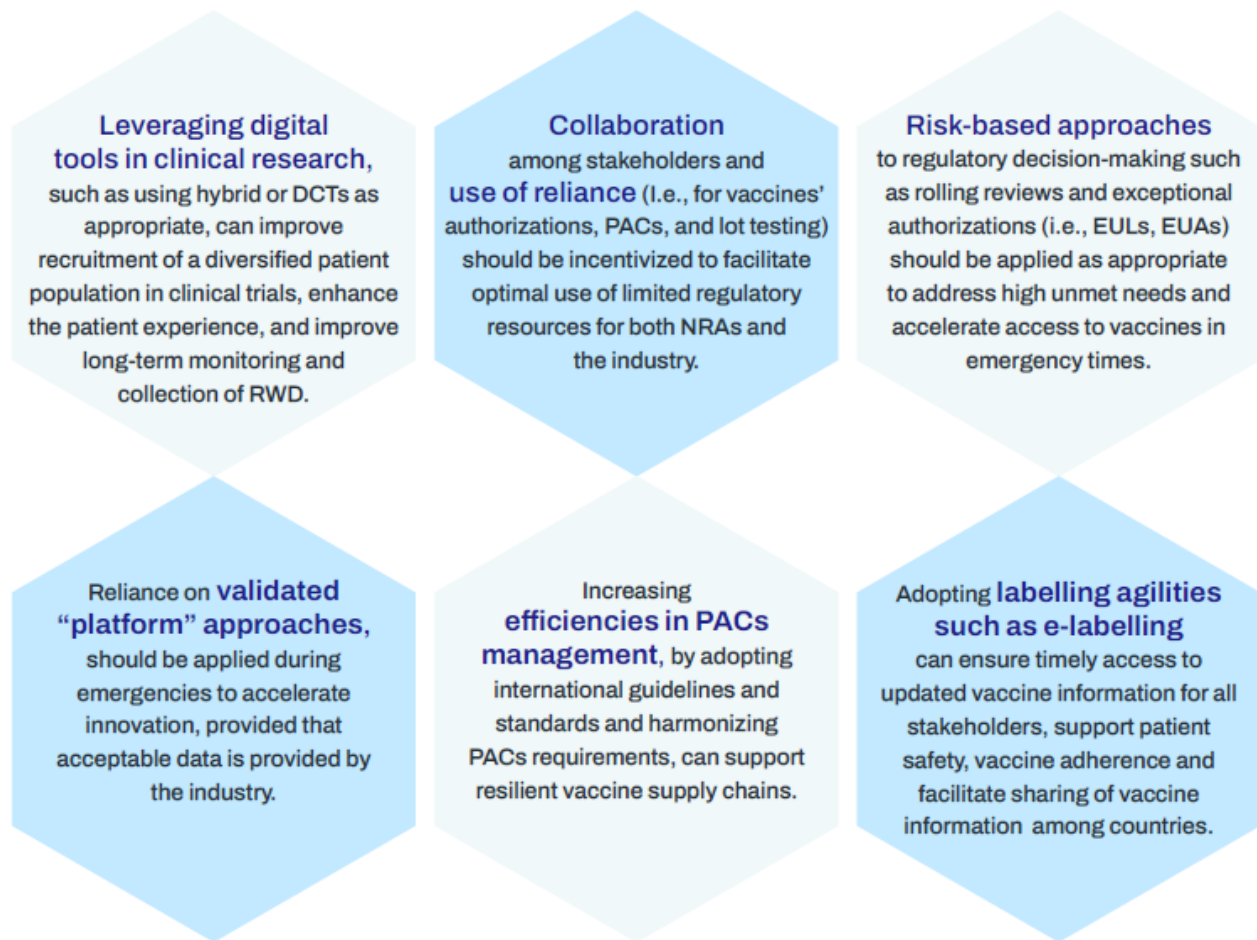 Leveraging digital
tools in clinical research,
such as using hybrid or DCTs as
appropriate, can improve
recruitment of a diversified patient
population in clinical trials, enhance
the patient experience, and improve
long-term monitoring and
collection of RWD.
Collaboration
among stakeholders and
use of reliance (I.e., for vaccines’
authorizations, PACs, and lot testing)
should be incentivized to facilitate
optimal use of limited regulatory
resources for both NRAs and
the industry.
Risk-based approaches
to regulatory decision-making such
as rolling reviews and exceptional
authorizations (i.e., EULs, EUAs)
should be applied as appropriate
to address high unmet needs and
accelerate access to vaccines in
emergency times.
Reliance on validated
“platform” approaches,
should be applied during
emergencies to accelerate
innovation, provided that
acceptable data is provided by
the industry.
Increasing
efficiencies in PACs
management, by adopting
international guidelines and
standards and harmonizing
PACs requirements, can support
resilient vaccine supply chains.
Adopting labelling agilities
such as e-labelling
can ensure timely access to
updated vaccine information for all
stakeholders, support patient
safety, vaccine adherence and
facilitate sharing of vaccine
information among countries.